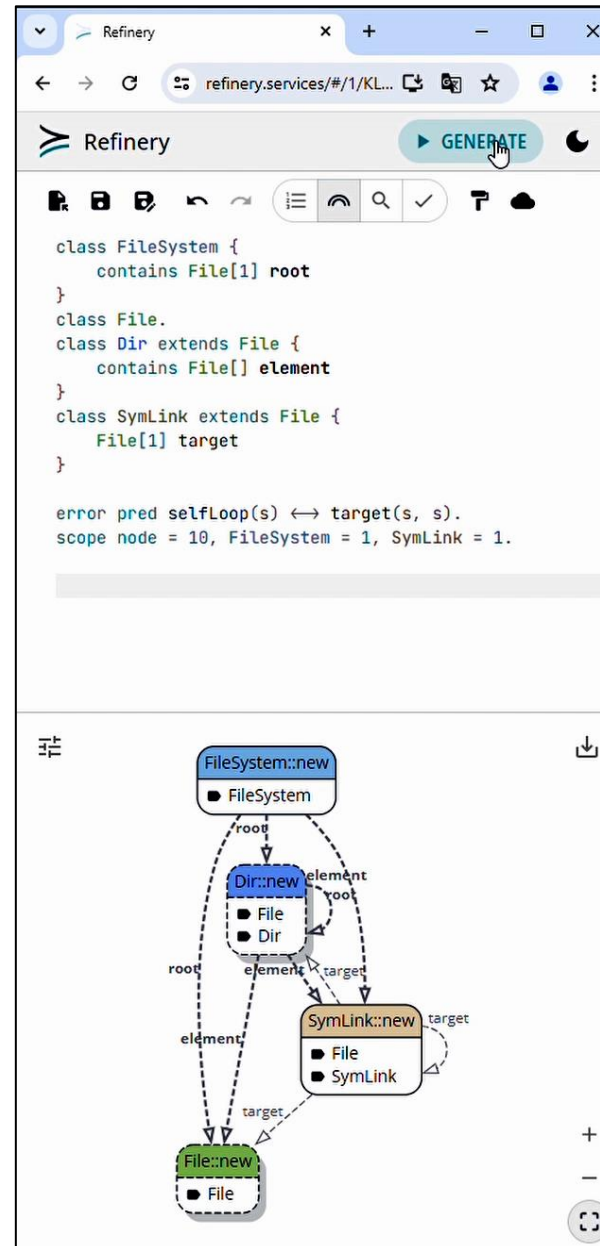 Refinery
refinery.services/#/1/KL...
Refinery
GENERATE
class FileSystem {
    contains File[1] root
}
class File.
class Dir extends File {
    contains File[] element
}
class SymLink extends File {
    File[1] target
}
error pred selfLoop(s) <-> target(s, s).
scope node = 10, FileSystem = 1, SymLink = 1.
FileSystem::new
FileSystem
root
Dir::new
element
root
File
Dir
root
element
target
SymLink::new
target
element
File
SymLink
target
File::new
File